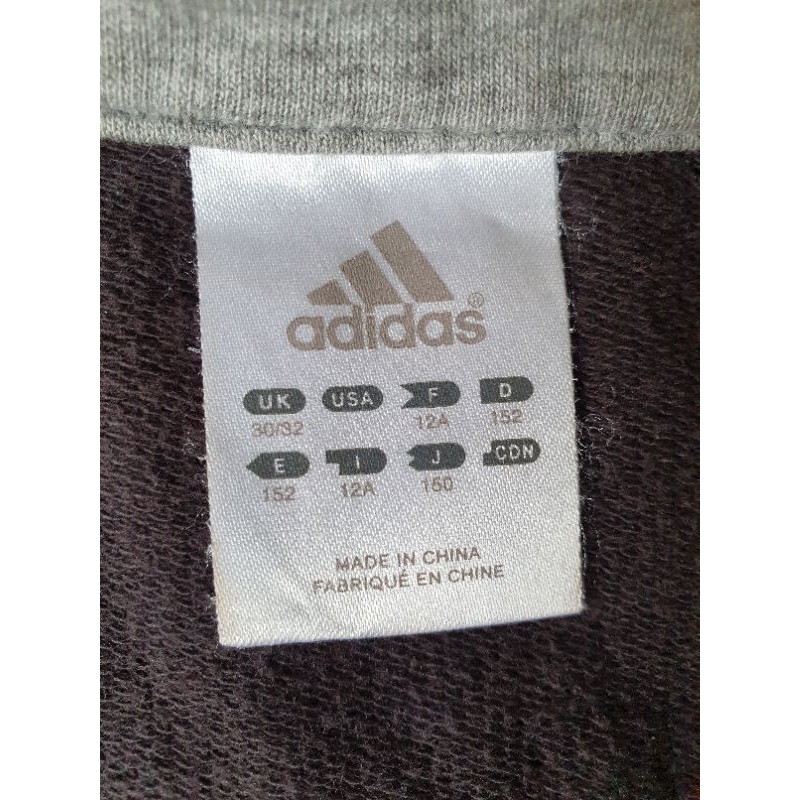 adidas®
UK USA F D
30/32 12A 152
E I J CDN
152 12A 150
MADE IN CHINA
FABRIQUÉ EN CHINE